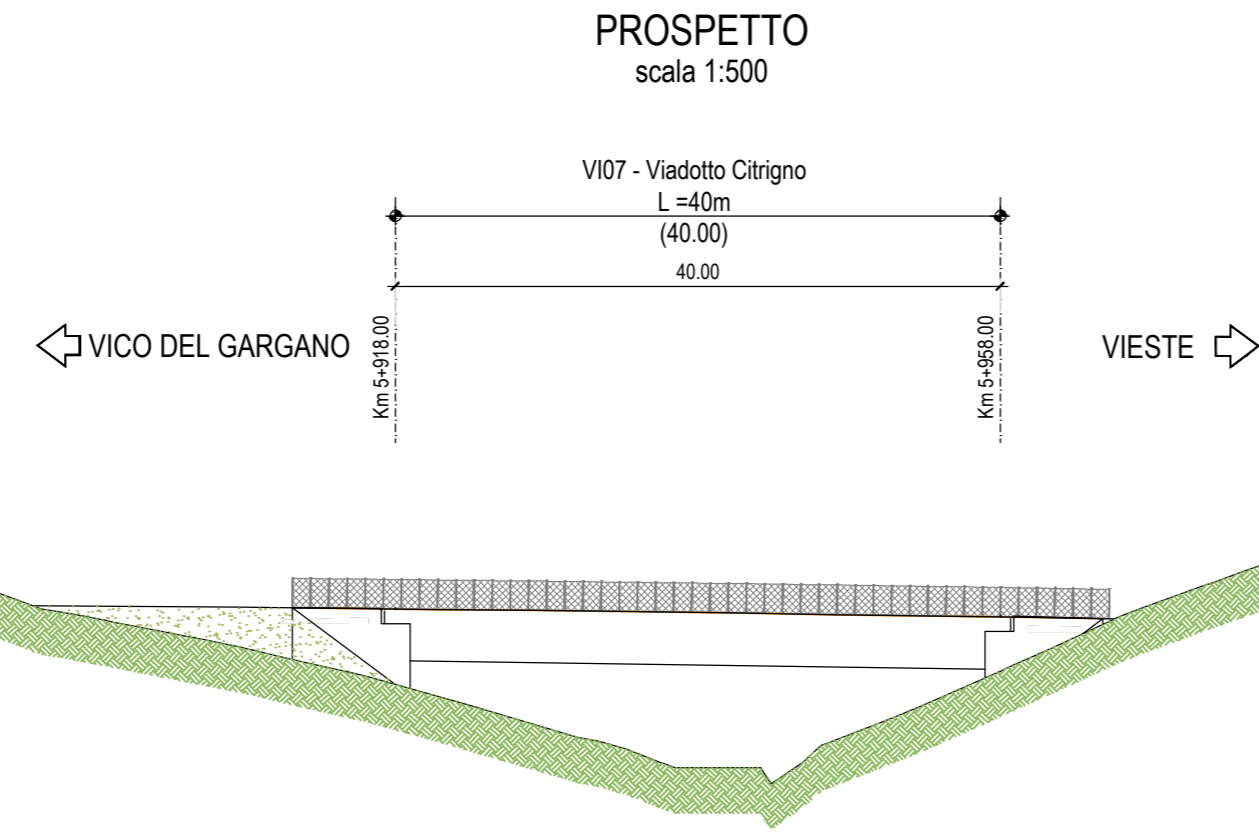 PROSPETTO
scala 1:500
VI07 - Viadotto Citrigno
L =40m
(40.00)
40.00
Km 5+918.00
Km 5+958.00
VICO DEL GARGANO
VIESTE